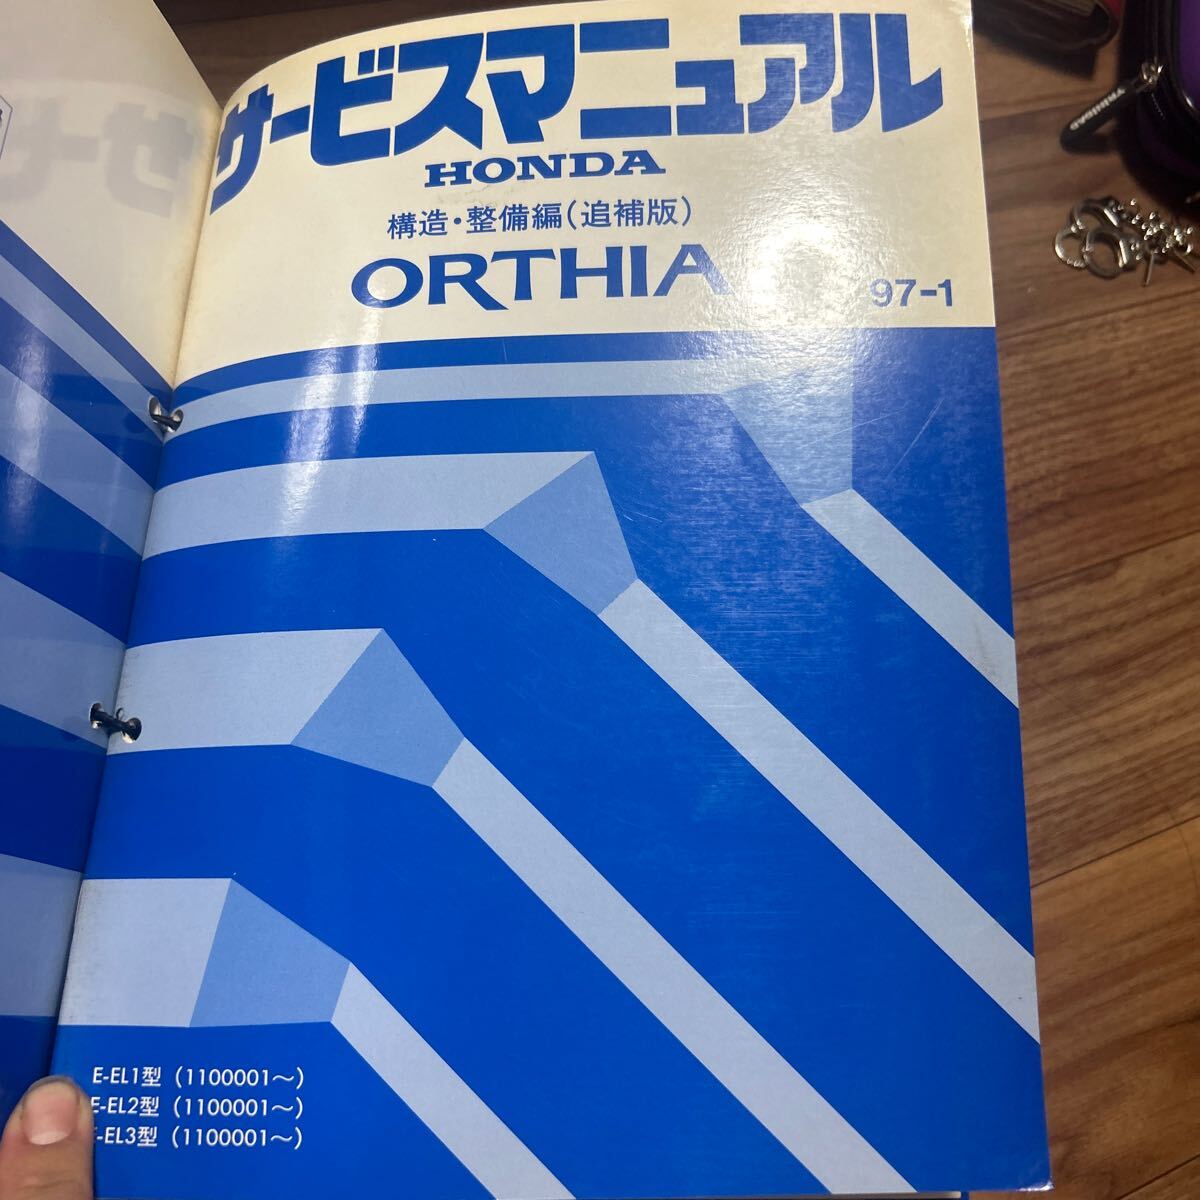 サービスマニュアル
HONDA
構造・整備編(追補版)
ORTHIA
97-1
E-EL1型 (1100001～)
E-EL2型 (1100001～)
E-EL3型 (1100001～)
TRINIDAD